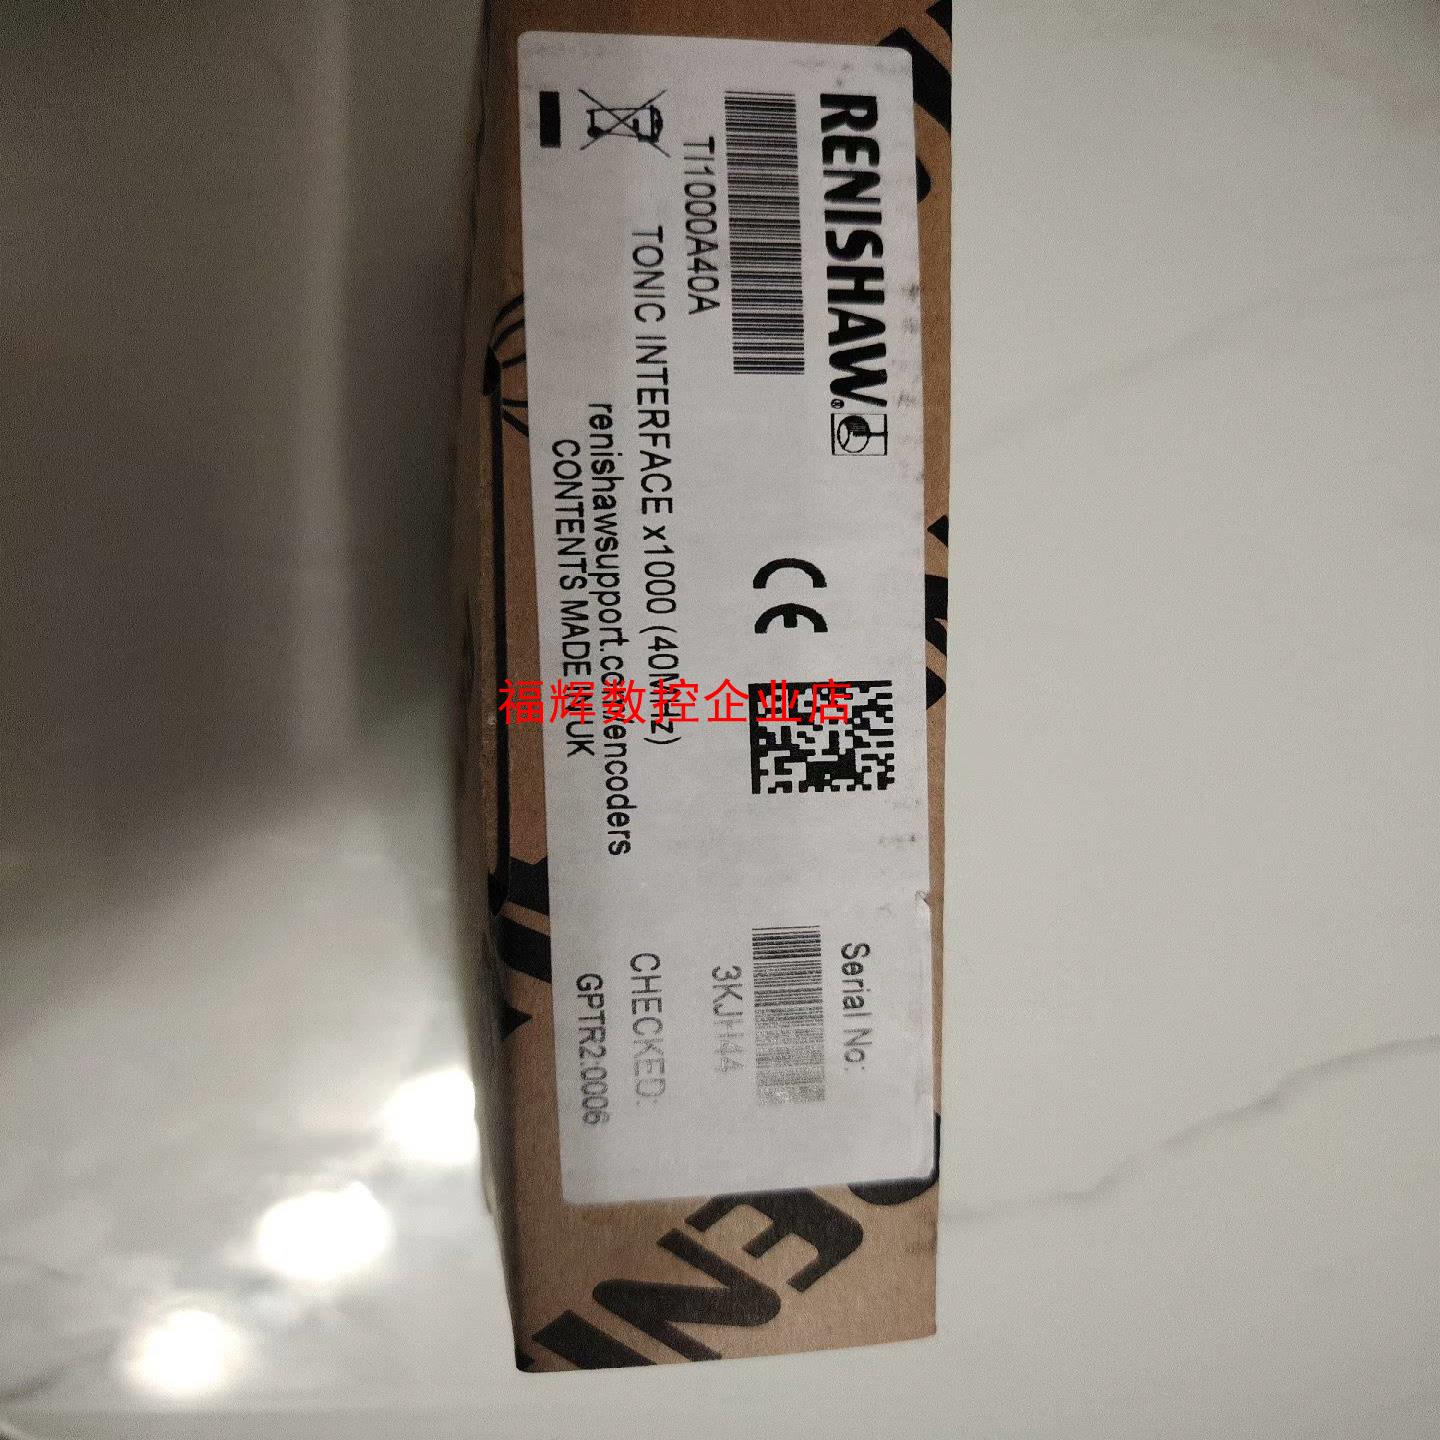 RENISHAW.®
TI1000A40A
TONIC INTERFACE x1000 (40MHz)
renishawsupport.com/encoders
CONTENTS MADE IN UK
CE
Serial No:
3KJH44
CHECKED:
GPTR2.0006
福辉数控企业店